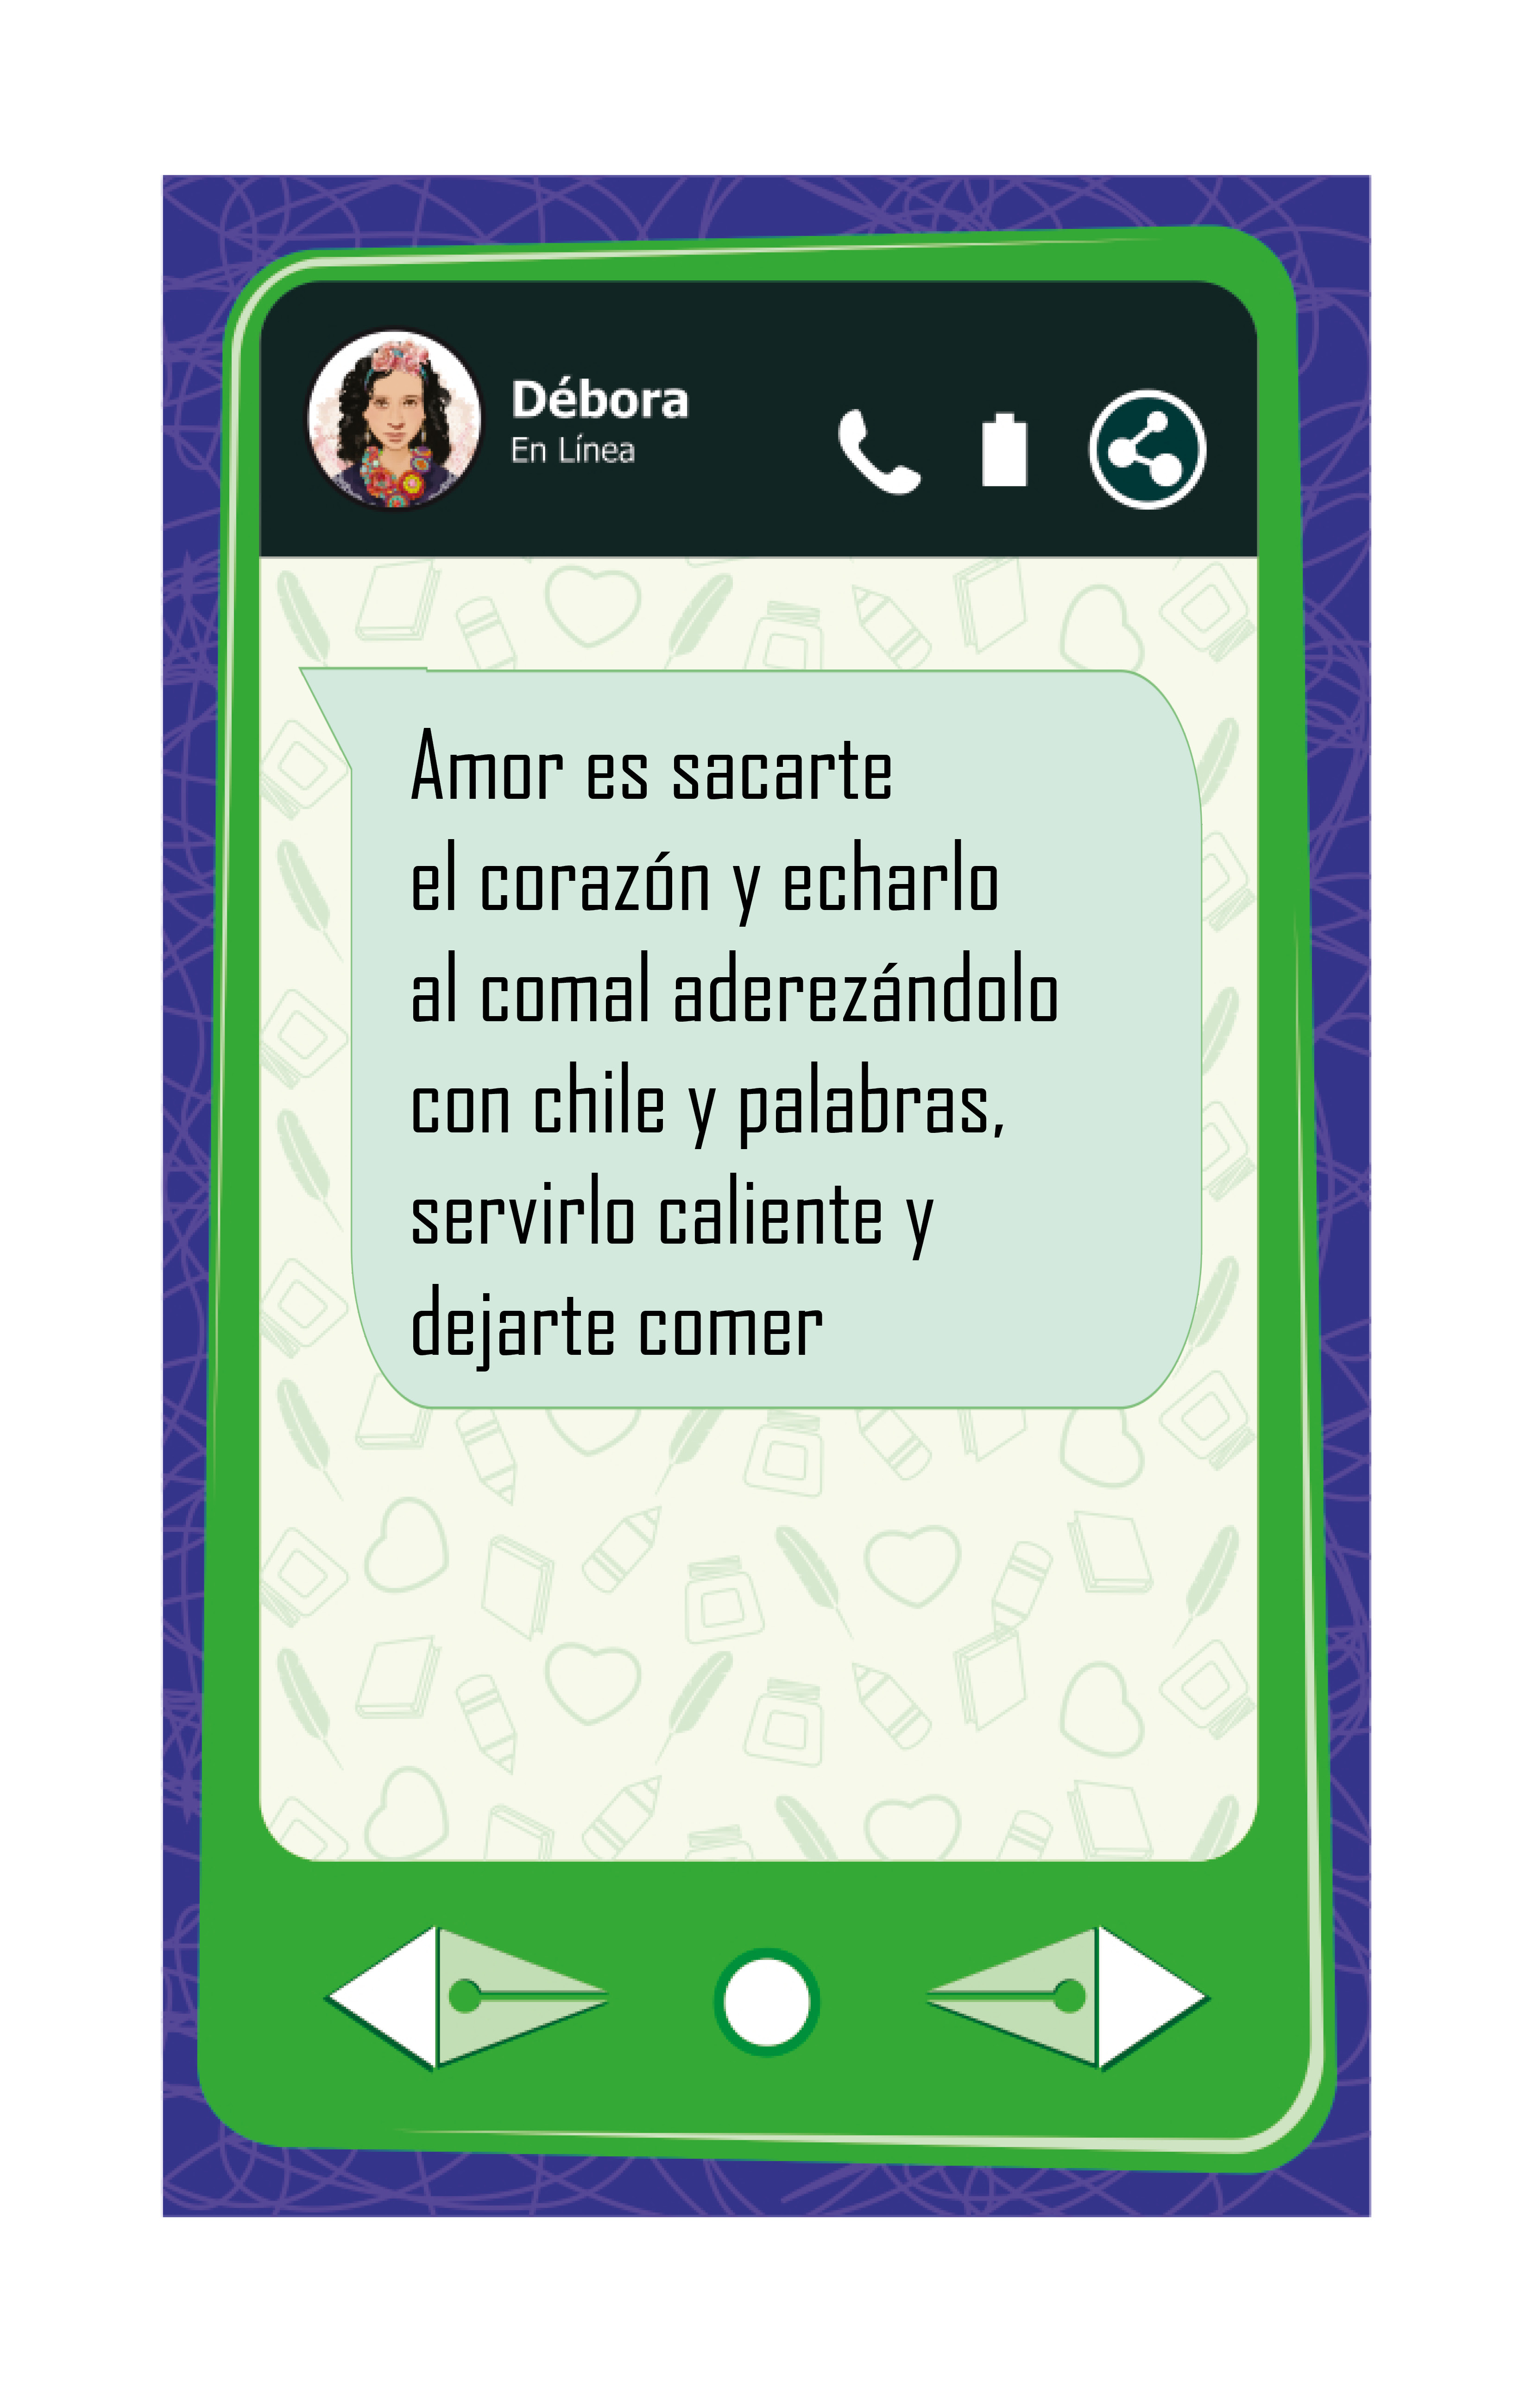 Débora
En Línea
Amor es sacarte
el corazón y echarlo
al comal aderezándolo
con chile y palabras,
servirlo caliente y
dejarte comer